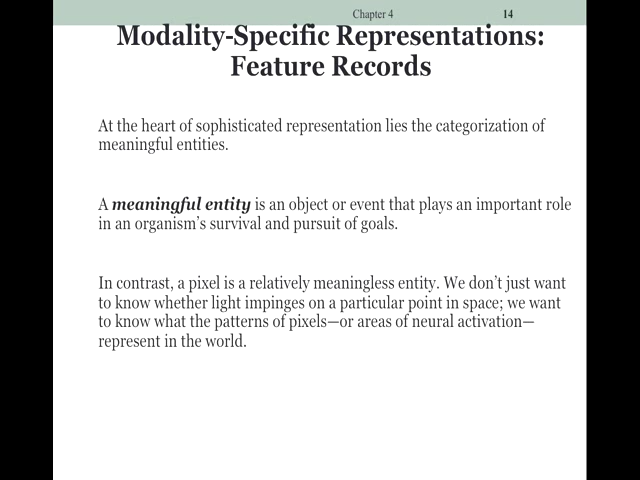 Chapter 4 14
Modality-Specific Representations:
Feature Records
At the heart of sophisticated representation lies the categorization of
meaningful entities.
A meaningful entity is an object or event that plays an important role
in an organism’s survival and pursuit of goals.
In contrast, a pixel is a relatively meaningless entity. We don’t just want
to know whether light impinges on a particular point in space; we want
to know what the patterns of pixels—or areas of neural activation—
represent in the world.